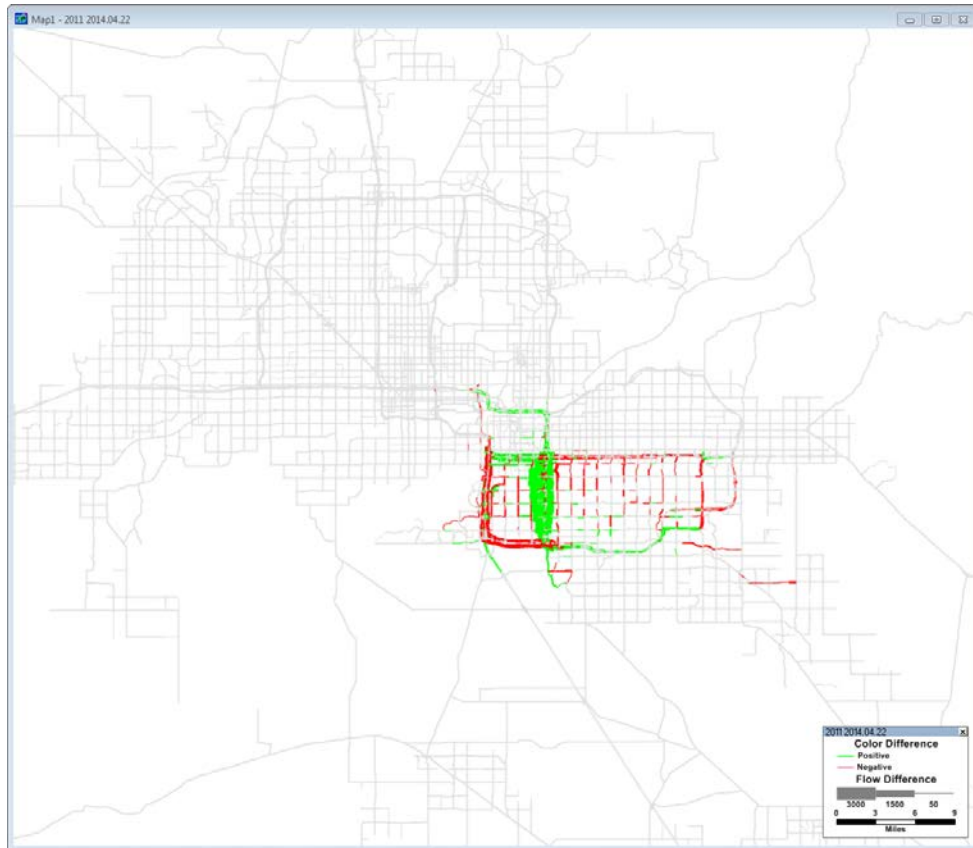 Map1 - 2011 2014.04.22
2011 2014.04.22
Color Difference
Positive
Negative
Flow Difference
3000 1500 50
0 3 6 9
Miles